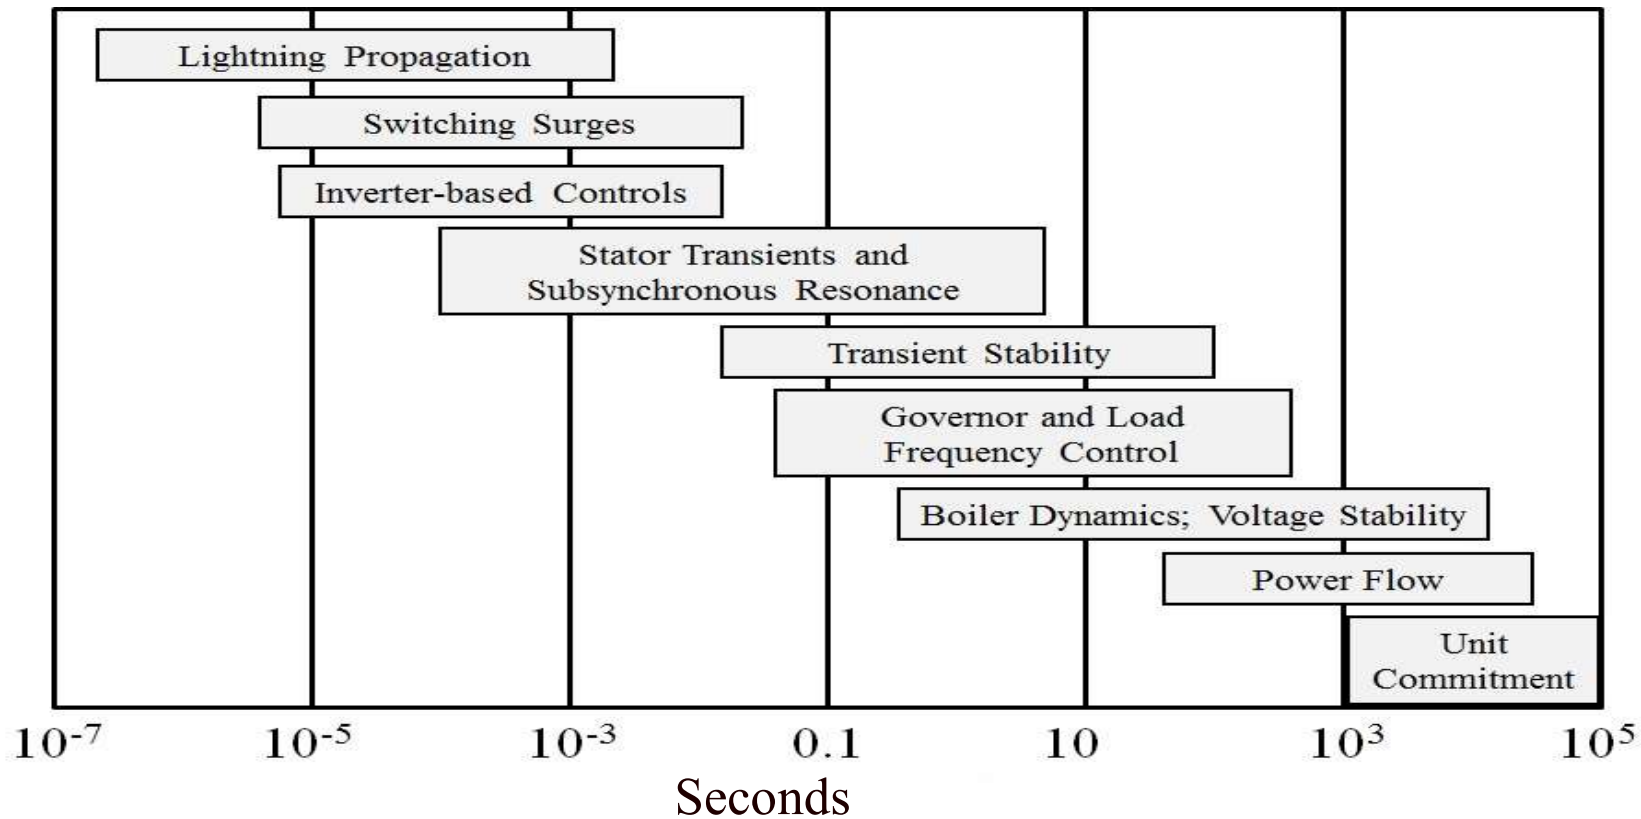 Lightning Propagation
Switching Surges
Inverter-based Controls
Stator Transients and
Subsynchronous Resonance
Transient Stability
Governor and Load
Frequency Control
Boiler Dynamics; Voltage Stability
Power Flow
Unit
Commitment
10⁻⁷ 10⁻⁵ 10⁻³ 0.1 10 10³ 10⁵
Seconds